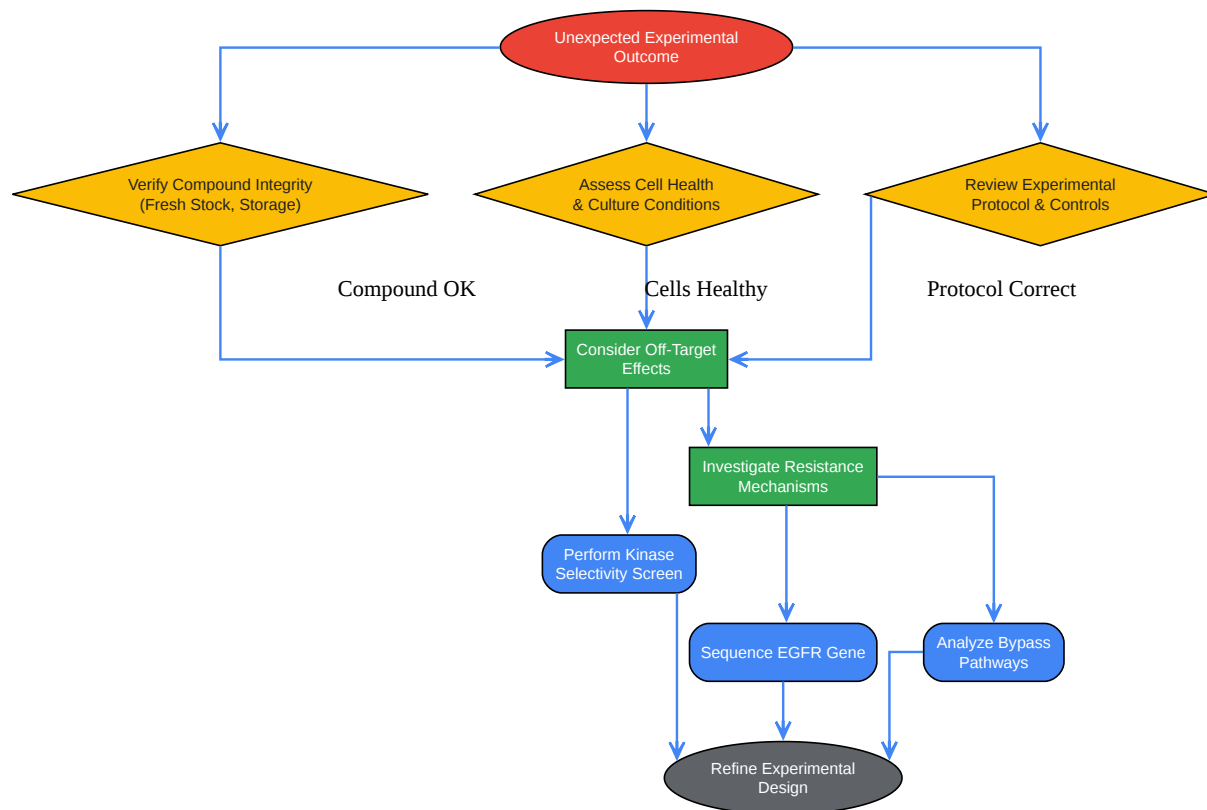 Unexpected Experimental
Outcome
Verify Compound Integrity
(Fresh Stock, Storage)
Assess Cell Health
& Culture Conditions
Review Experimental
Protocol & Controls
Compound OK
Cells Healthy
Protocol Correct
Consider Off-Target
Effects
Investigate Resistance
Mechanisms
Perform Kinase
Selectivity Screen
Sequence EGFR Gene
Analyze Bypass
Pathways
Refine Experimental
Design